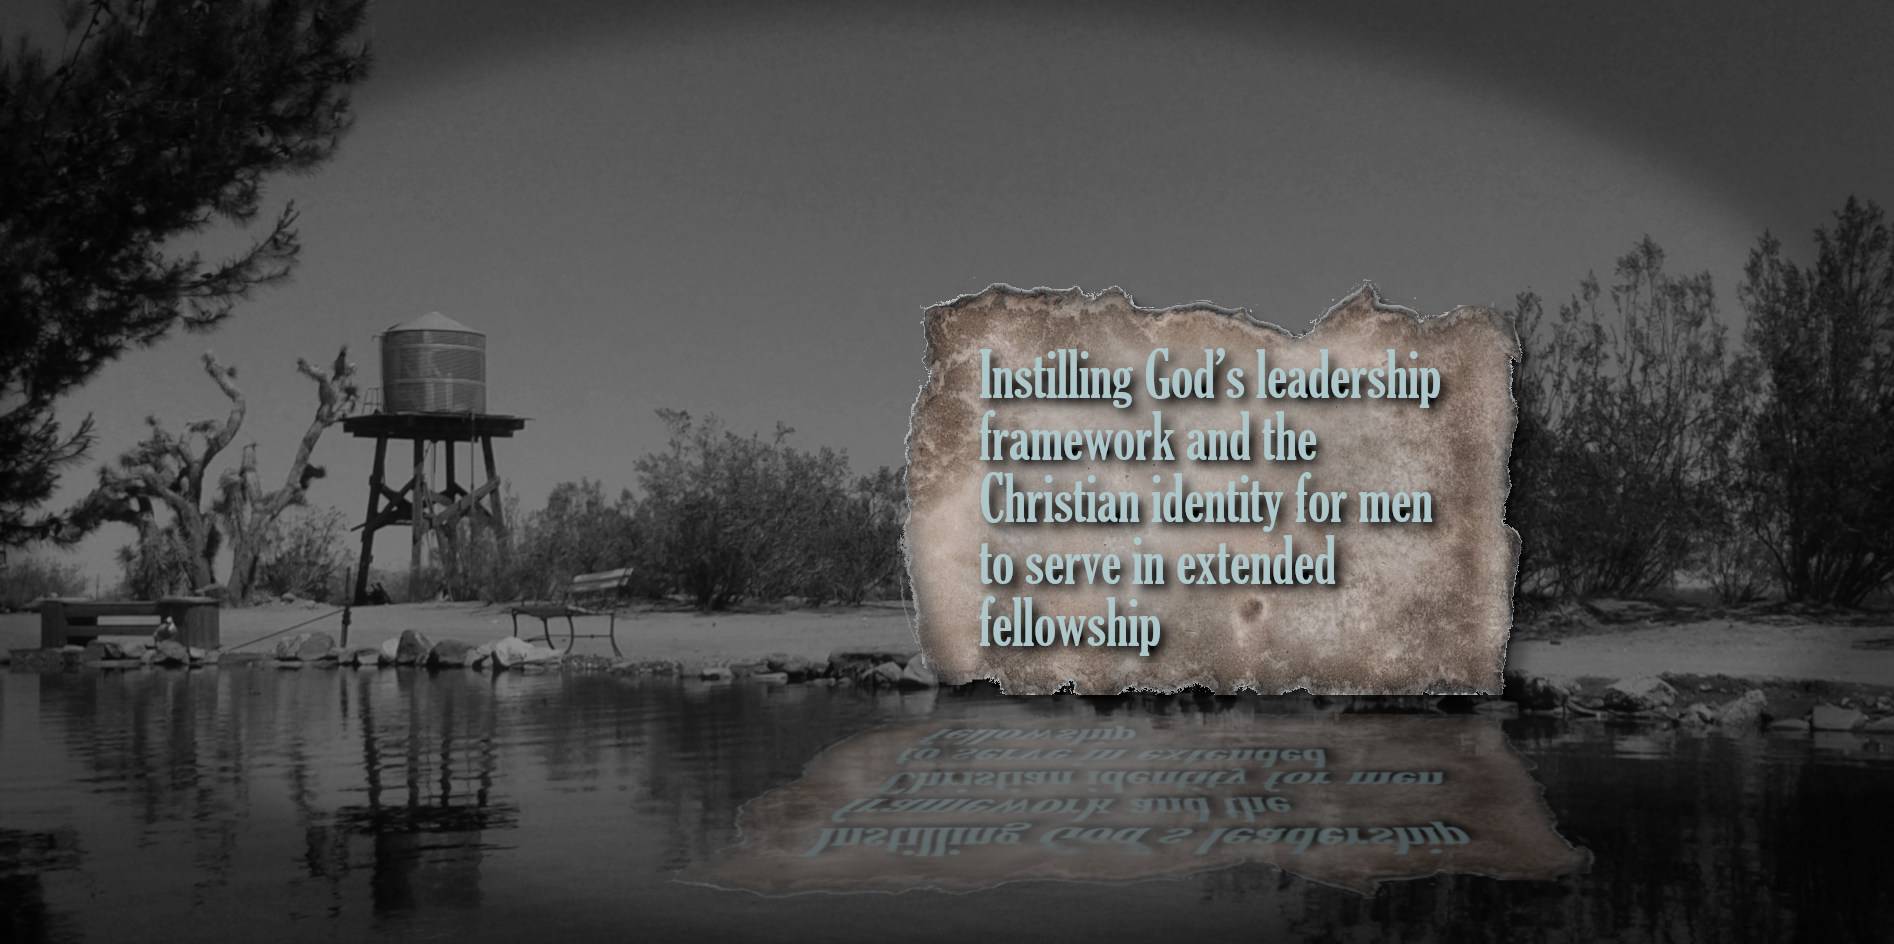 Instilling God’s leadership
framework and the
Christian identity for men
to serve in extended
fellowship